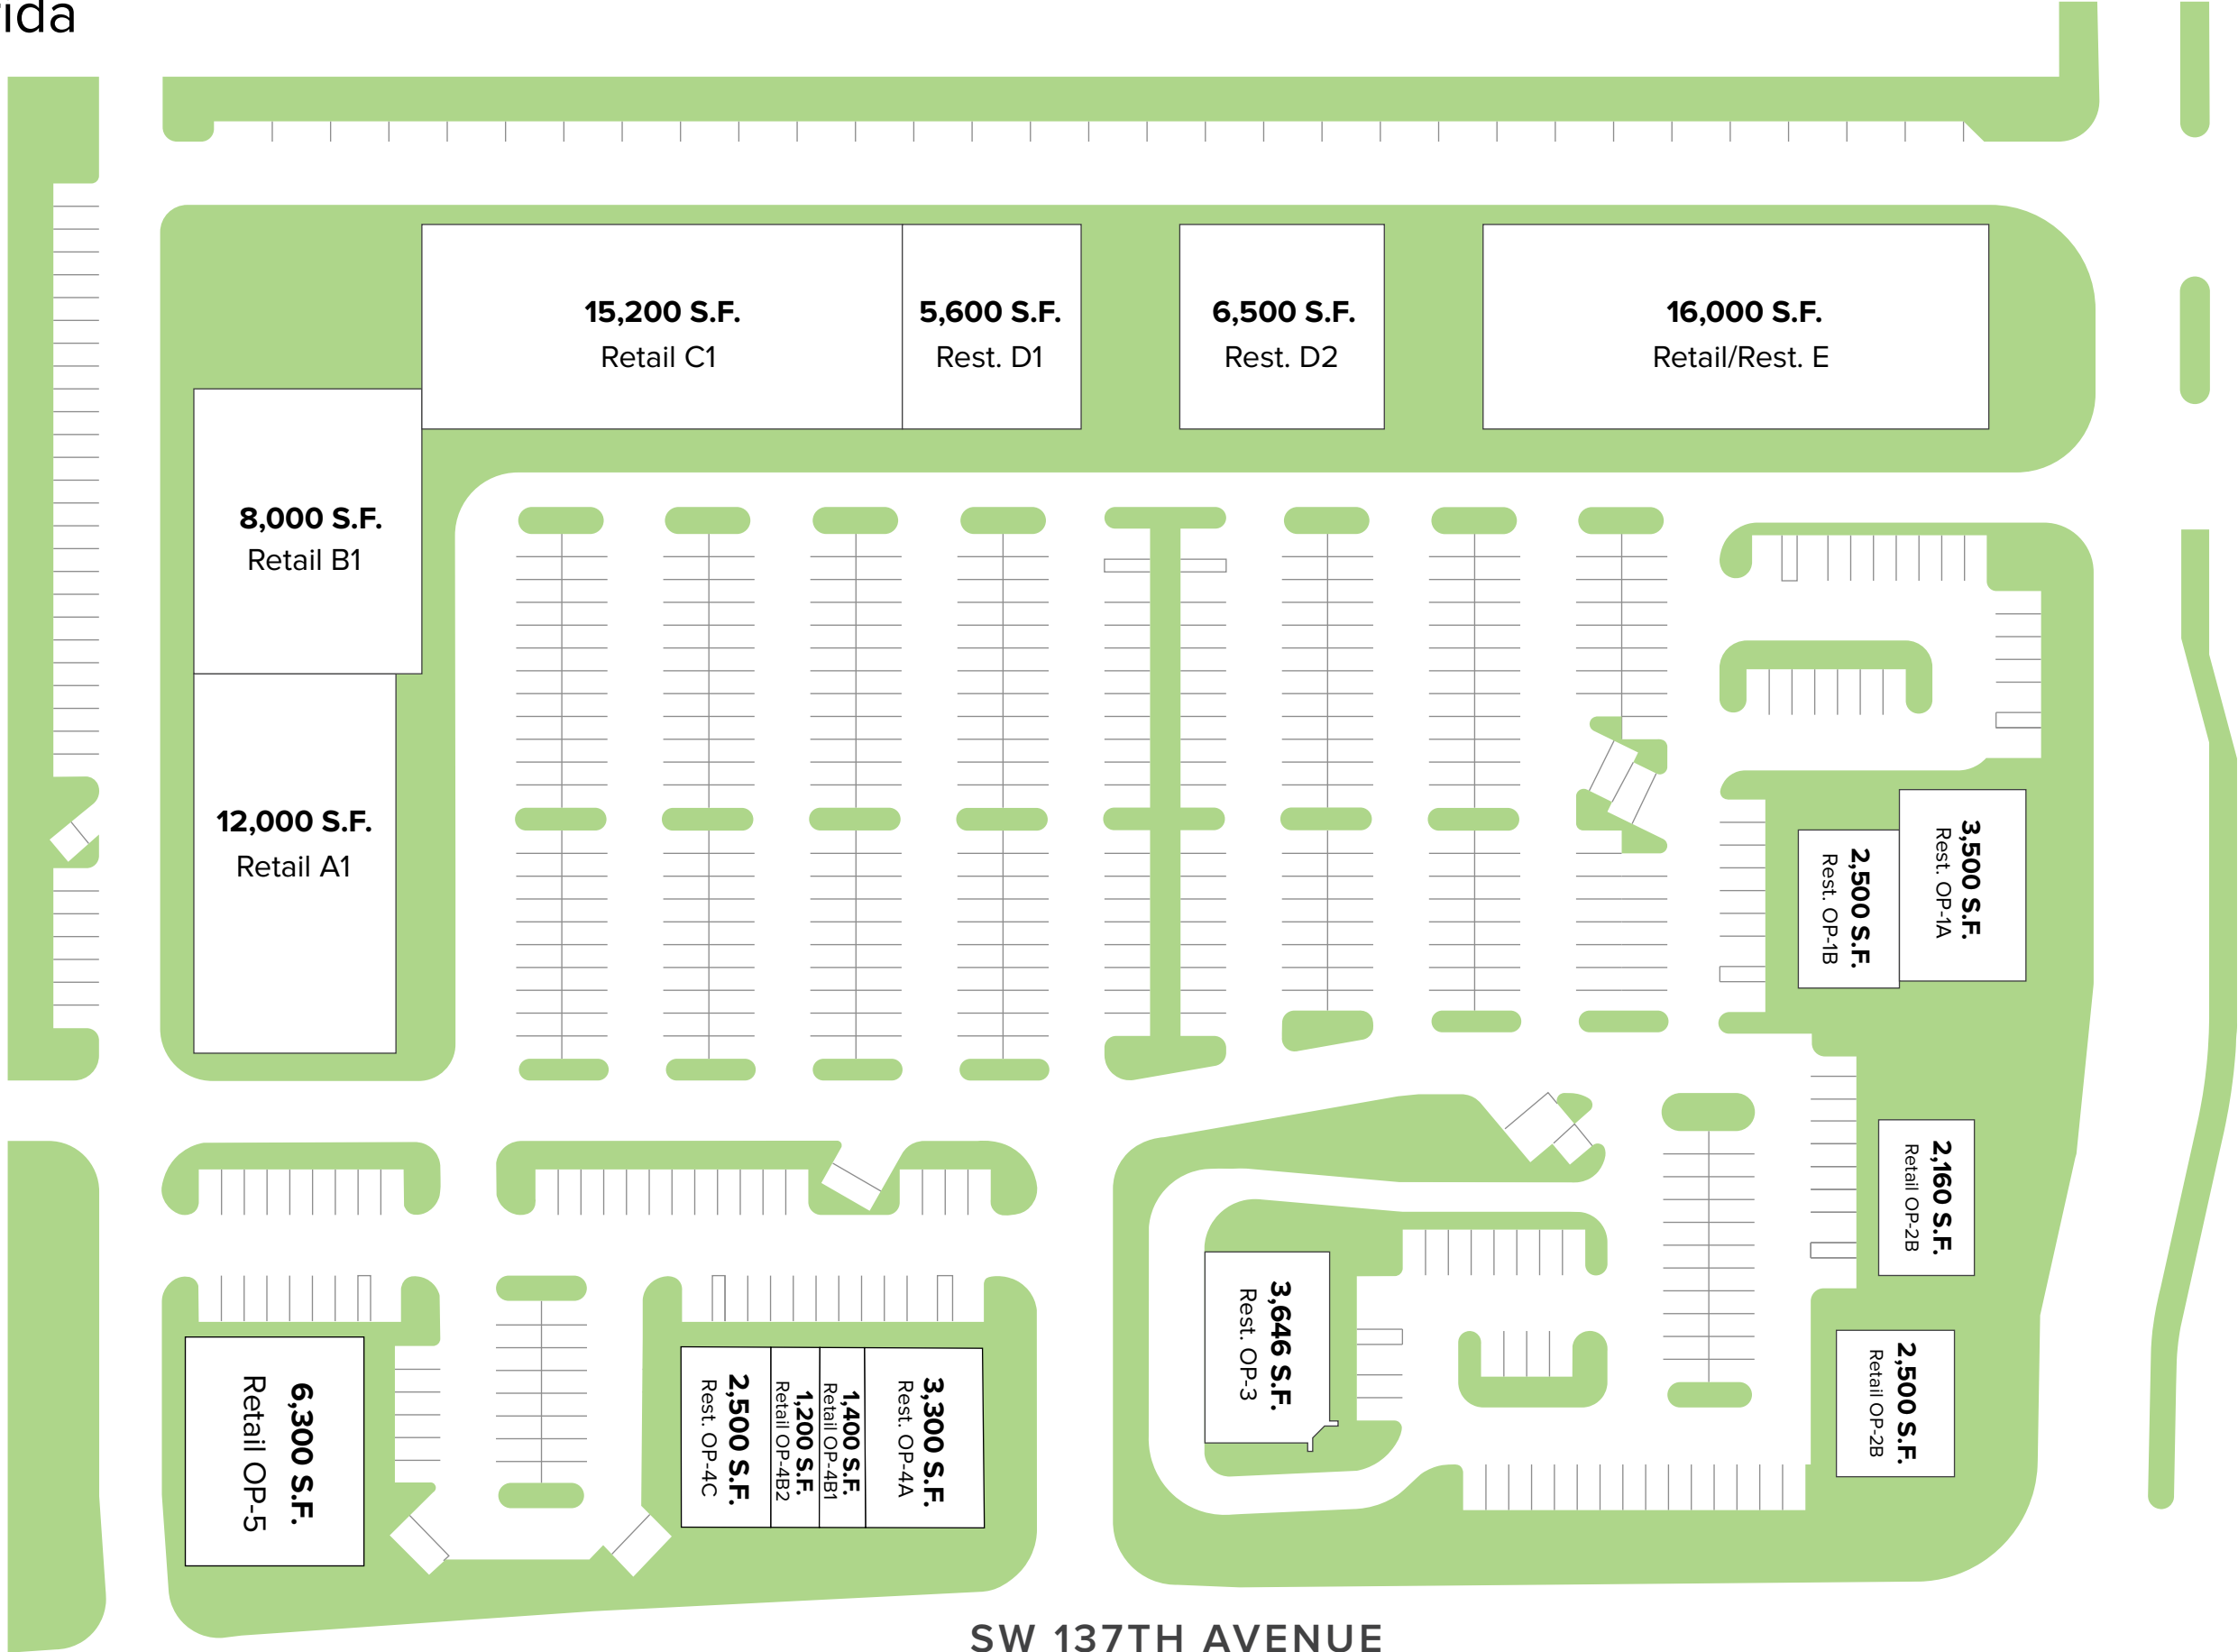 ida
15,200 S.F.
Retail C1
5,600 S.F.
Rest. D1
6,500 S.F.
Rest. D2
16,000 S.F.
Retail/Rest. E
8,000 S.F.
Retail B1
12,000 S.F.
Retail A1
3,500 S.F.
Rest. OP-1A
2,500 S.F.
Rest. OP-1B
2,160 S.F.
Retail OP-2B
2,500 S.F.
Retail OP-2B
3,646 S.F.
Rest. OP-3
6,300 S.F.
Retail OP-5
2,500 S.F.
Rest. OP-4C
1,200 S.F.
Retail OP-4B2
1,400 S.F.
Retail OP-4B1
3,300 S.F.
Rest. OP-4A
SW 137TH AVENUE